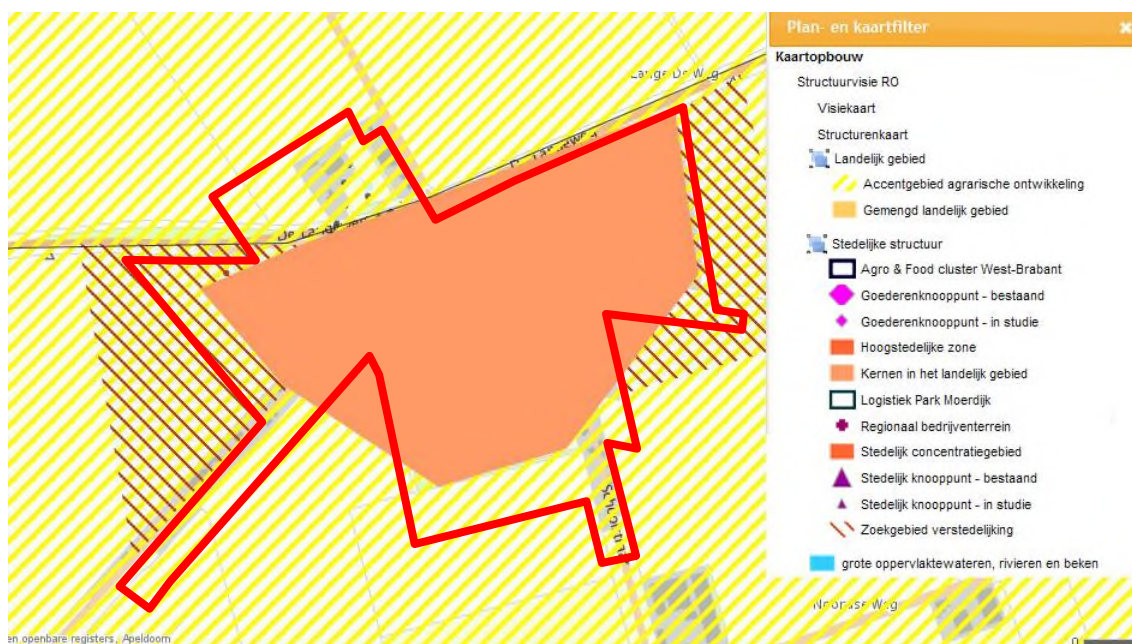 Plan- en kaartfilter
Kaartopbouw
Structuurvisie RO
Visiekaart
Structurenkaart
Landelijk gebied
Accentgebied agrarische ontwikkeling
Gemengd landelijk gebied
Stedelijke structuur
Agro & Food cluster West-Brabant
Goederenknooppunt - bestaand
Goederenknooppunt - in studie
Hoogstedelijke zone
Kernen in het landelijk gebied
Logistiek Park Moerdijk
Regionaal bedrijventerrein
Stedelijk concentratiegebied
Stedelijk knooppunt - bestaand
Stedelijk knooppunt - in studie
Zoekgebied verstedelijking
grote oppervlaktewateren, rivieren en beken
Weg
en openbare registers, Apeldoorn
0